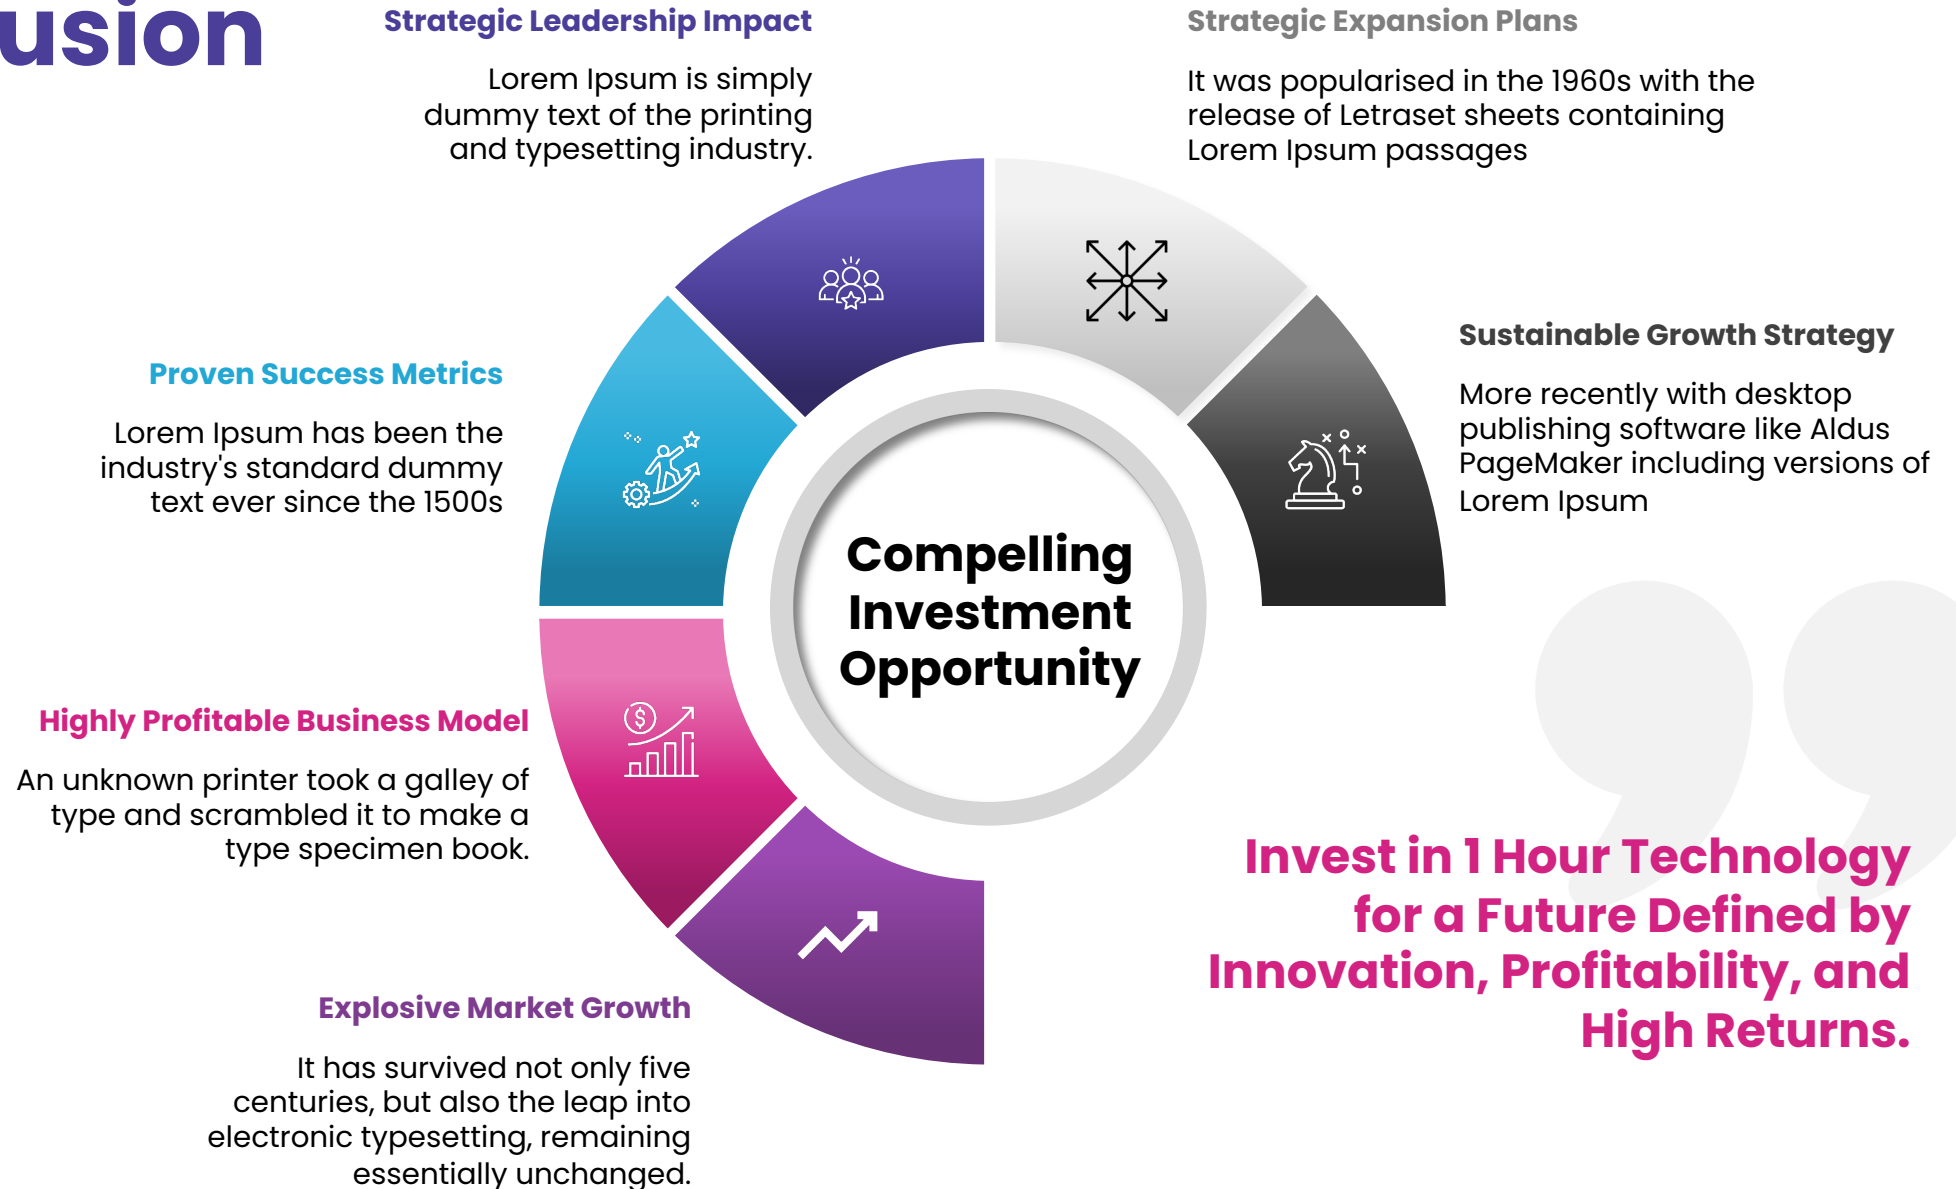 usion
Strategic Leadership Impact
Lorem Ipsum is simply
dummy text of the printing
and typesetting industry.
Strategic Expansion Plans
It was popularised in the 1960s with the
release of Letraset sheets containing
Lorem Ipsum passages
Proven Success Metrics
Lorem Ipsum has been the
industry's standard dummy
text ever since the 1500s
Sustainable Growth Strategy
More recently with desktop
publishing software like Aldus
PageMaker including versions of
Lorem Ipsum
Compelling
Investment
Opportunity
Highly Profitable Business Model
An unknown printer took a galley of
type and scrambled it to make a
type specimen book.
Explosive Market Growth
It has survived not only five
centuries, but also the leap into
electronic typesetting, remaining
essentially unchanged.
Invest in 1 Hour Technology
for a Future Defined by
Innovation, Profitability, and
High Returns.